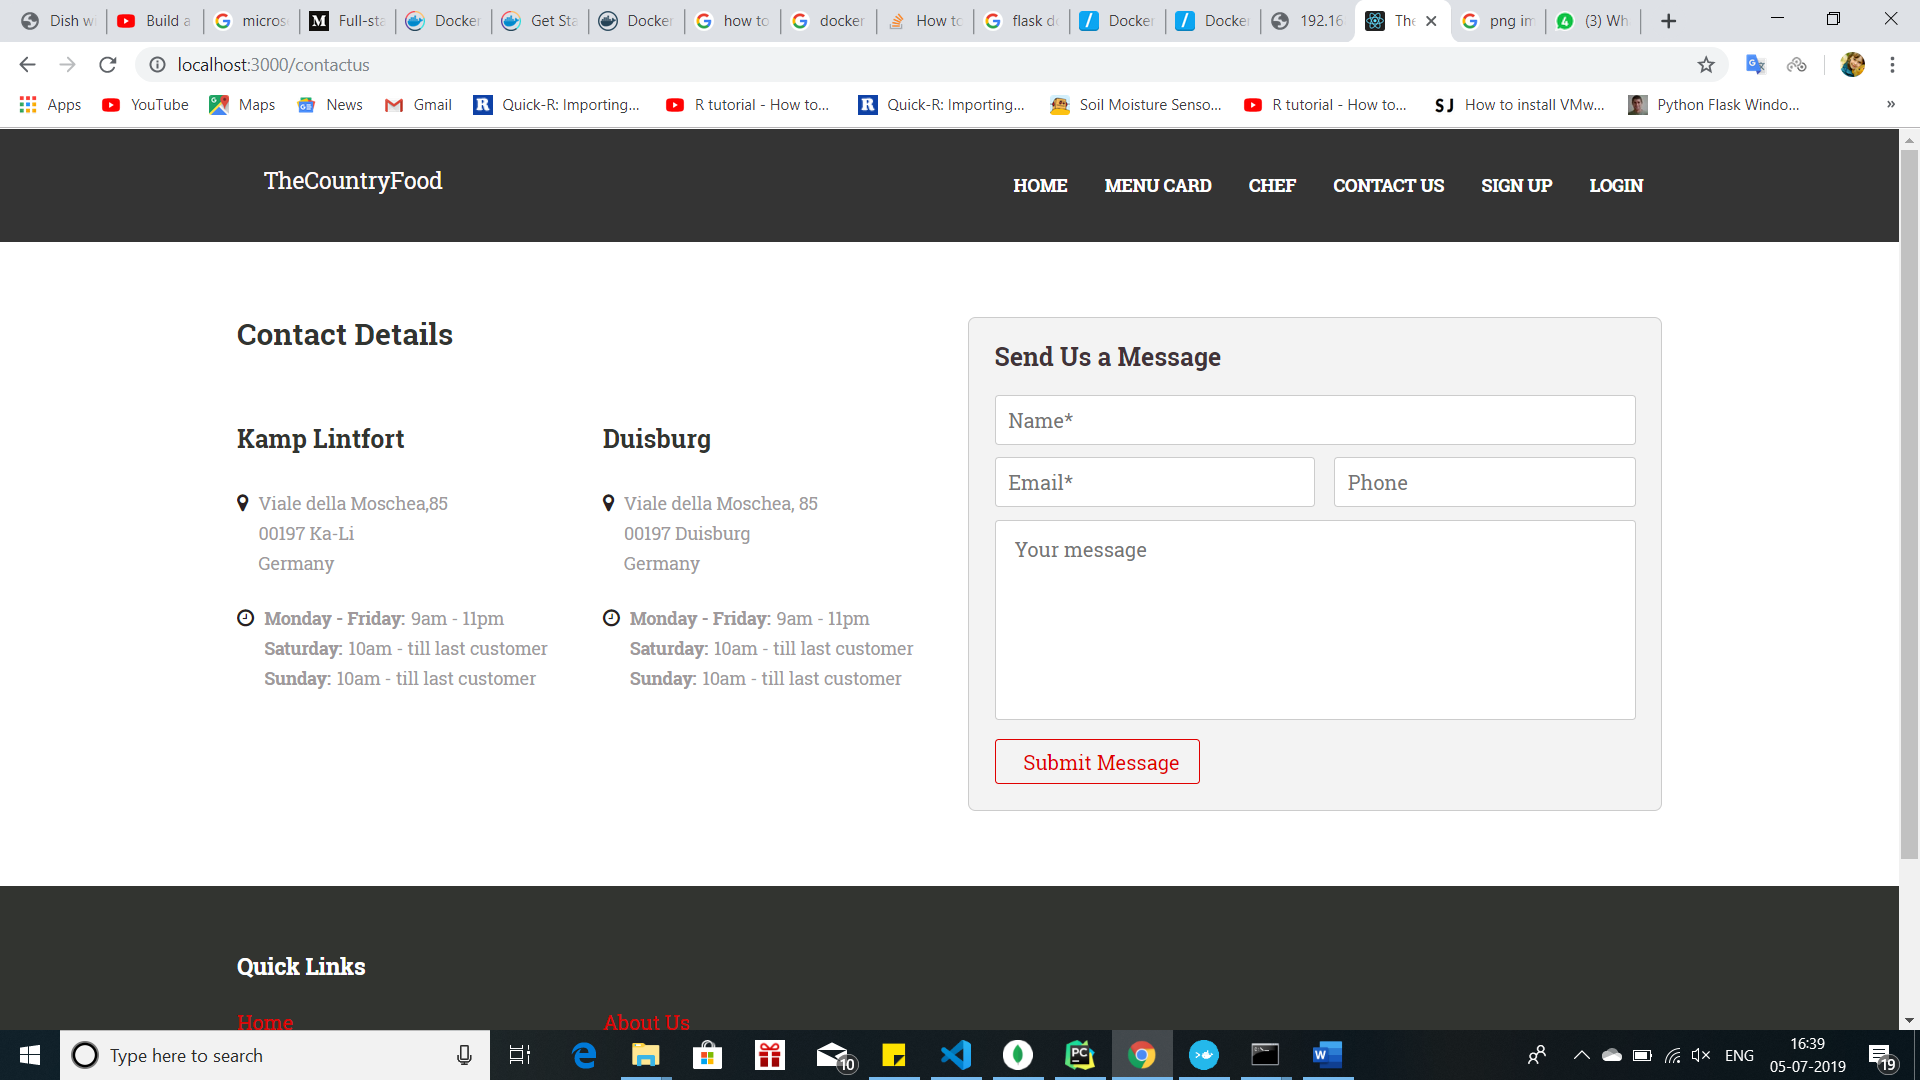 Dish w
Build a
micros
Full-sta
Docker
Get Sta
Docker
how to
docker
How to
flask d
Docker
Docker
192.16
The
png im
(3) Wh
localhost:3000/contactus
Apps
YouTube
Maps
News
Gmail
Quick-R: Importing...
R tutorial - How to...
Quick-R: Importing...
Soil Moisture Senso...
R tutorial - How to...
How to install VMw...
Python Flask Windo...
»
TheCountryFood
HOME
MENU CARD
CHEF
CONTACT US
SIGN UP
LOGIN
Contact Details
Kamp Lintfort
Viale della Moschea,85
00197 Ka-Li
Germany
Monday - Friday: 9am - 11pm
Saturday: 10am - till last customer
Sunday: 10am - till last customer
Duisburg
Viale della Moschea, 85
00197 Duisburg
Germany
Monday - Friday: 9am - 11pm
Saturday: 10am - till last customer
Sunday: 10am - till last customer
Send Us a Message
Name*
Email*
Phone
Your message
Submit Message
Quick Links
Home
About Us
Type here to search
10
ENG
16:39
05-07-2019
19